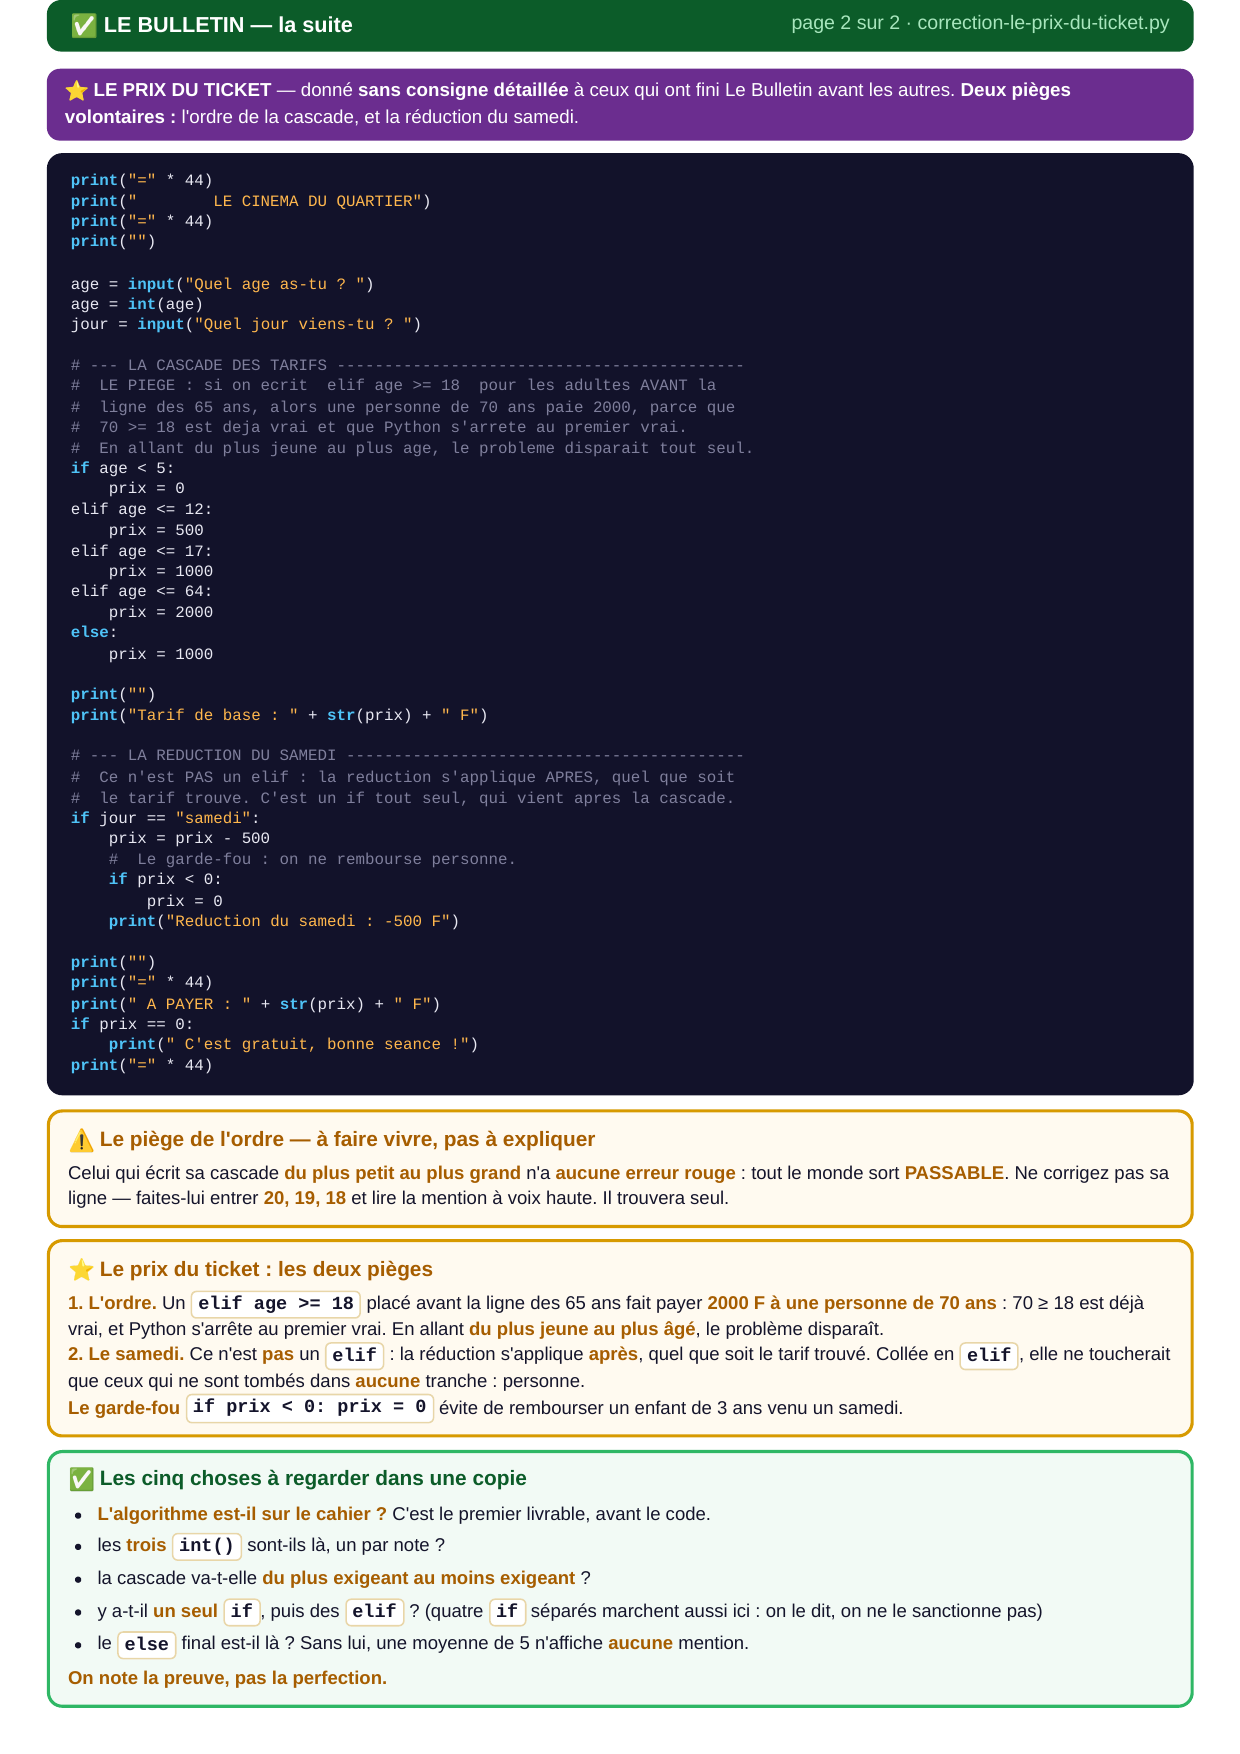 ✅ LE BULLETIN — la suite
page 2 sur 2 · correction-le-prix-du-ticket.py
⭐ LE PRIX DU TICKET — donné sans consigne détaillée à ceux qui ont fini Le Bulletin avant les autres. Deux pièges
volontaires : l'ordre de la cascade, et la réduction du samedi.
print("=" * 44)
print("        LE CINEMA DU QUARTIER")
print("=" * 44)
print("")

age = input("Quel age as-tu ? ")
age = int(age)
jour = input("Quel jour viens-tu ? ")

# --- LA CASCADE DES TARIFS -------------------------------------------
#  LE PIEGE : si on ecrit  elif age >= 18  pour les adultes AVANT la
#  ligne des 65 ans, alors une personne de 70 ans paie 2000, parce que
#  70 >= 18 est deja vrai et que Python s'arrete au premier vrai.
#  En allant du plus jeune au plus age, le probleme disparait tout seul.
if age < 5:
    prix = 0
elif age <= 12:
    prix = 500
elif age <= 17:
    prix = 1000
elif age <= 64:
    prix = 2000
else:
    prix = 1000

print("")
print("Tarif de base : " + str(prix) + " F")

# --- LA REDUCTION DU SAMEDI ------------------------------------------
#  Ce n'est PAS un elif : la reduction s'applique APRES, quel que soit
#  le tarif trouve. C'est un if tout seul, qui vient apres la cascade.
if jour == "samedi":
    prix = prix - 500
    #  Le garde-fou : on ne rembourse personne.
    if prix < 0:
        prix = 0
    print("Reduction du samedi : -500 F")

print("")
print("=" * 44)
print(" A PAYER : " + str(prix) + " F")
if prix == 0:
    print(" C'est gratuit, bonne seance !")
print("=" * 44)
⚠️ Le piège de l'ordre — à faire vivre, pas à expliquer
Celui qui écrit sa cascade du plus petit au plus grand n'a aucune erreur rouge : tout le monde sort PASSABLE. Ne corrigez pas sa
ligne — faites-lui entrer 20, 19, 18 et lire la mention à voix haute. Il trouvera seul.
⭐ Le prix du ticket : les deux pièges
1. L'ordre. Un elif age >= 18 placé avant la ligne des 65 ans fait payer 2000 F à une personne de 70 ans : 70 ≥ 18 est déjà
vrai, et Python s'arrête au premier vrai. En allant du plus jeune au plus âgé, le problème disparaît.
2. Le samedi. Ce n'est pas un elif : la réduction s'applique après, quel que soit le tarif trouvé. Collée en elif, elle ne toucherait
que ceux qui ne sont tombés dans aucune tranche : personne.
Le garde-fou if prix < 0: prix = 0 évite de rembourser un enfant de 3 ans venu un samedi.
✅ Les cinq choses à regarder dans une copie
• L'algorithme est-il sur le cahier ? C'est le premier livrable, avant le code.
• les trois int() sont-ils là, un par note ?
• la cascade va-t-elle du plus exigeant au moins exigeant ?
• y a-t-il un seul if, puis des elif ? (quatre if séparés marchent aussi ici : on le dit, on ne le sanctionne pas)
• le else final est-il là ? Sans lui, une moyenne de 5 n'affiche aucune mention.
On note la preuve, pas la perfection.